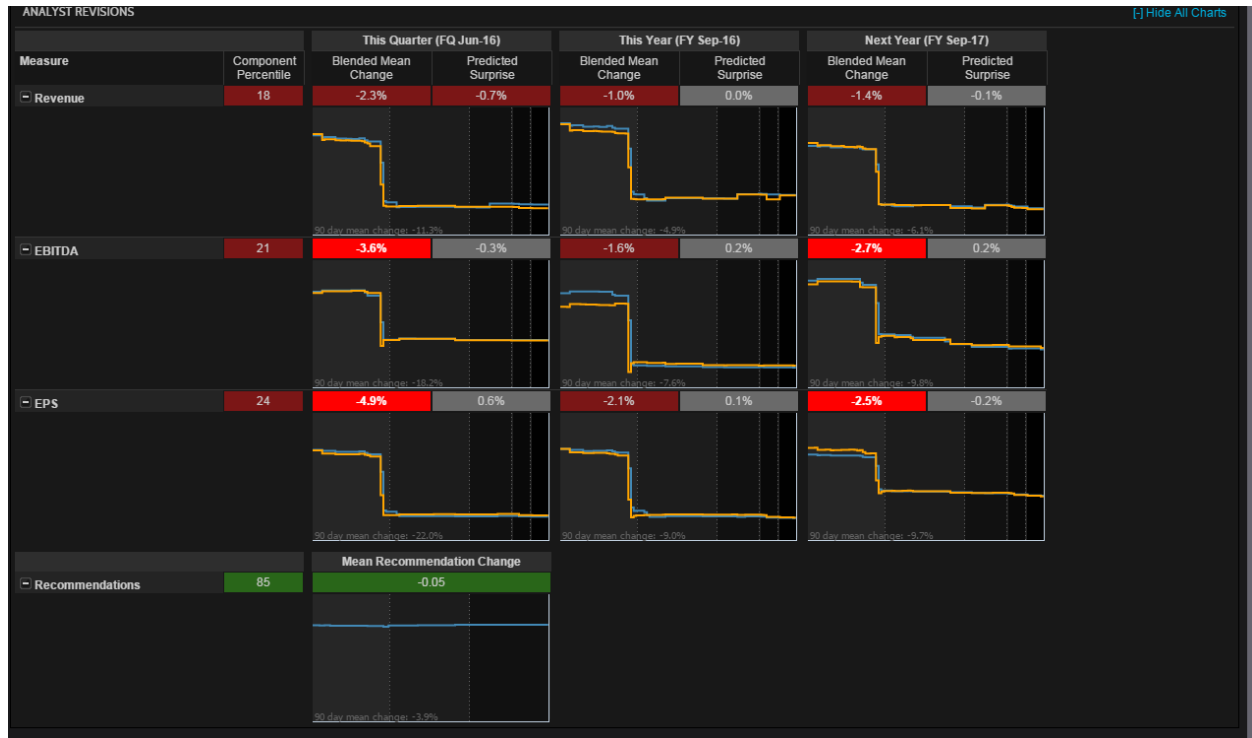 ANALYST REVISIONS [-] Hide All Charts
This Quarter (FQ Jun-16) This Year (FY Sep-16) Next Year (FY Sep-17)
Measure Component Percentile Blended Mean Change Predicted Surprise Blended Mean Change Predicted Surprise Blended Mean Change Predicted Surprise
Revenue 18 -2.3% -0.7% -1.0% 0.0% -1.4% -0.1%
90 day mean change: -11.3% 90 day mean change: -4.9% 90 day mean change: -6.1%
EBITDA 21 -3.6% -0.3% -1.6% 0.2% -2.7% 0.2%
90 day mean change: -18.2% 90 day mean change: -7.6% 90 day mean change: -9.8%
EPS 24 -4.9% 0.6% -2.1% 0.1% -2.5% -0.2%
90 day mean change: -22.0% 90 day mean change: -9.0% 90 day mean change: -9.7%
Mean Recommendation Change
Recommendations 85 -0.05
90 day mean change: -3.9%